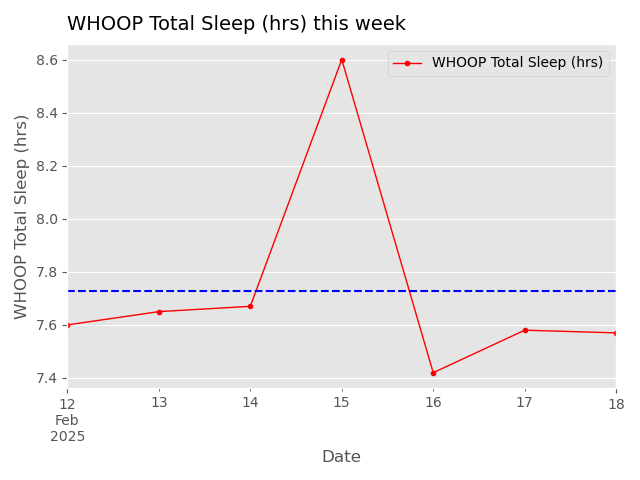 WHOOP Total Sleep (hrs) this week
WHOOP Total Sleep (hrs)
WHOOP Total Sleep (hrs)
8.6
8.4
8.2
8.0
7.8
7.6
7.4
12 13 14 15 16 17 18
Feb
2025
Date